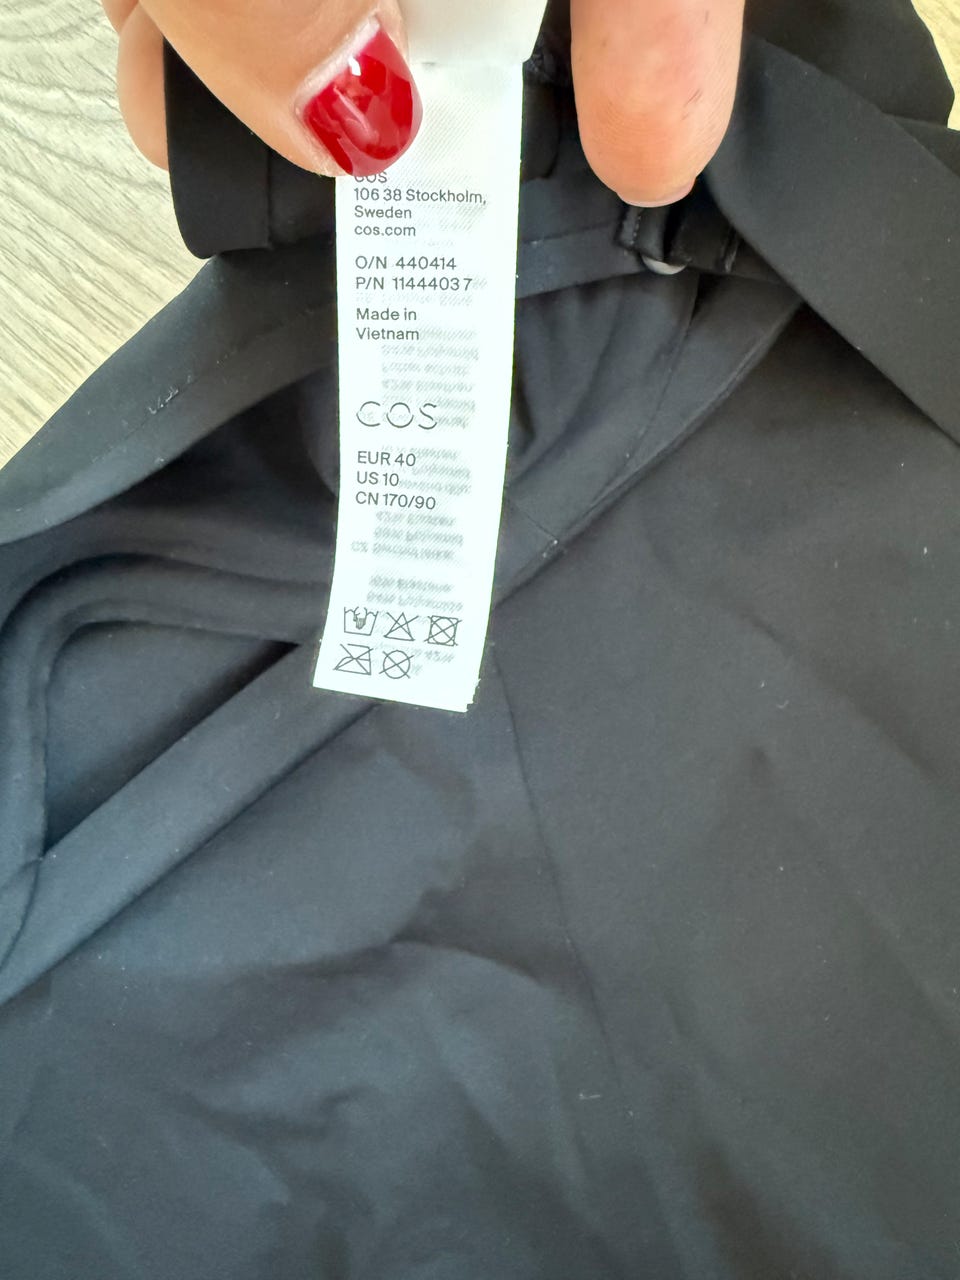 COS
106 38 Stockholm,
Sweden
cos.com
O/N 440414
P/N 11444037
Made in
Vietnam
COS
EUR 40
US 10
CN 170/90